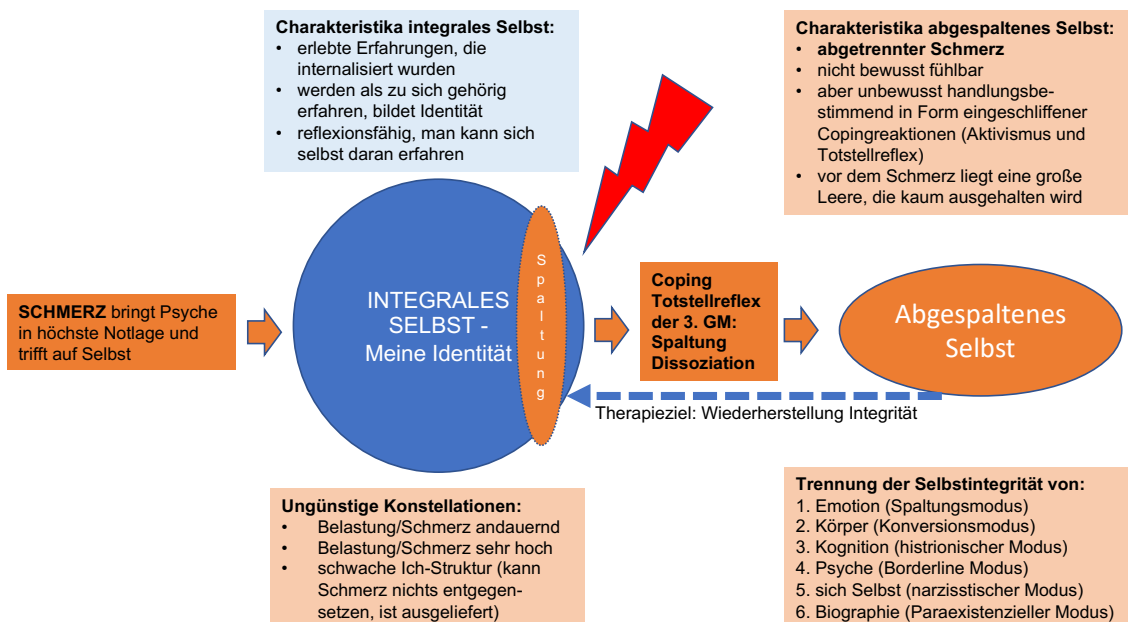 Charakteristika integrales Selbst:
• erlebte Erfahrungen, die
internalisiert wurden
• werden als zu sich gehörig
erfahren, bildet Identität
• reflexionsfähig, man kann sich
selbst daran erfahren
Charakteristika abgespaltenes Selbst:
• abgetrennter Schmerz
• nicht bewusst fühlbar
• aber unbewusst handlungsbe-
stimmend in Form eingeschliffener
Copingreaktionen (Aktivismus und
Totstellreflex)
• vor dem Schmerz liegt eine große
Leere, die kaum ausgehalten wird
SCHMERZ bringt Psyche
in höchste Notlage und
trifft auf Selbst
INTEGRALES
SELBST -
Meine Identität
Spaltung
Coping
Totstellreflex
der 3. GM:
Spaltung
Dissoziation
Abgespaltenes
Selbst
Therapieziel: Wiederherstellung Integrität
Ungünstige Konstellationen:
• Belastung/Schmerz andauernd
• Belastung/Schmerz sehr hoch
• schwache Ich-Struktur (kann
Schmerz nichts entgegen-
setzen, ist ausgeliefert)
Trennung der Selbstintegrität von:
1. Emotion (Spaltungsmodus)
2. Körper (Konversionsmodus)
3. Kognition (histrionischer Modus)
4. Psyche (Borderline Modus)
5. sich Selbst (narzisstischer Modus)
6. Biographie (Paraexistenzieller Modus)